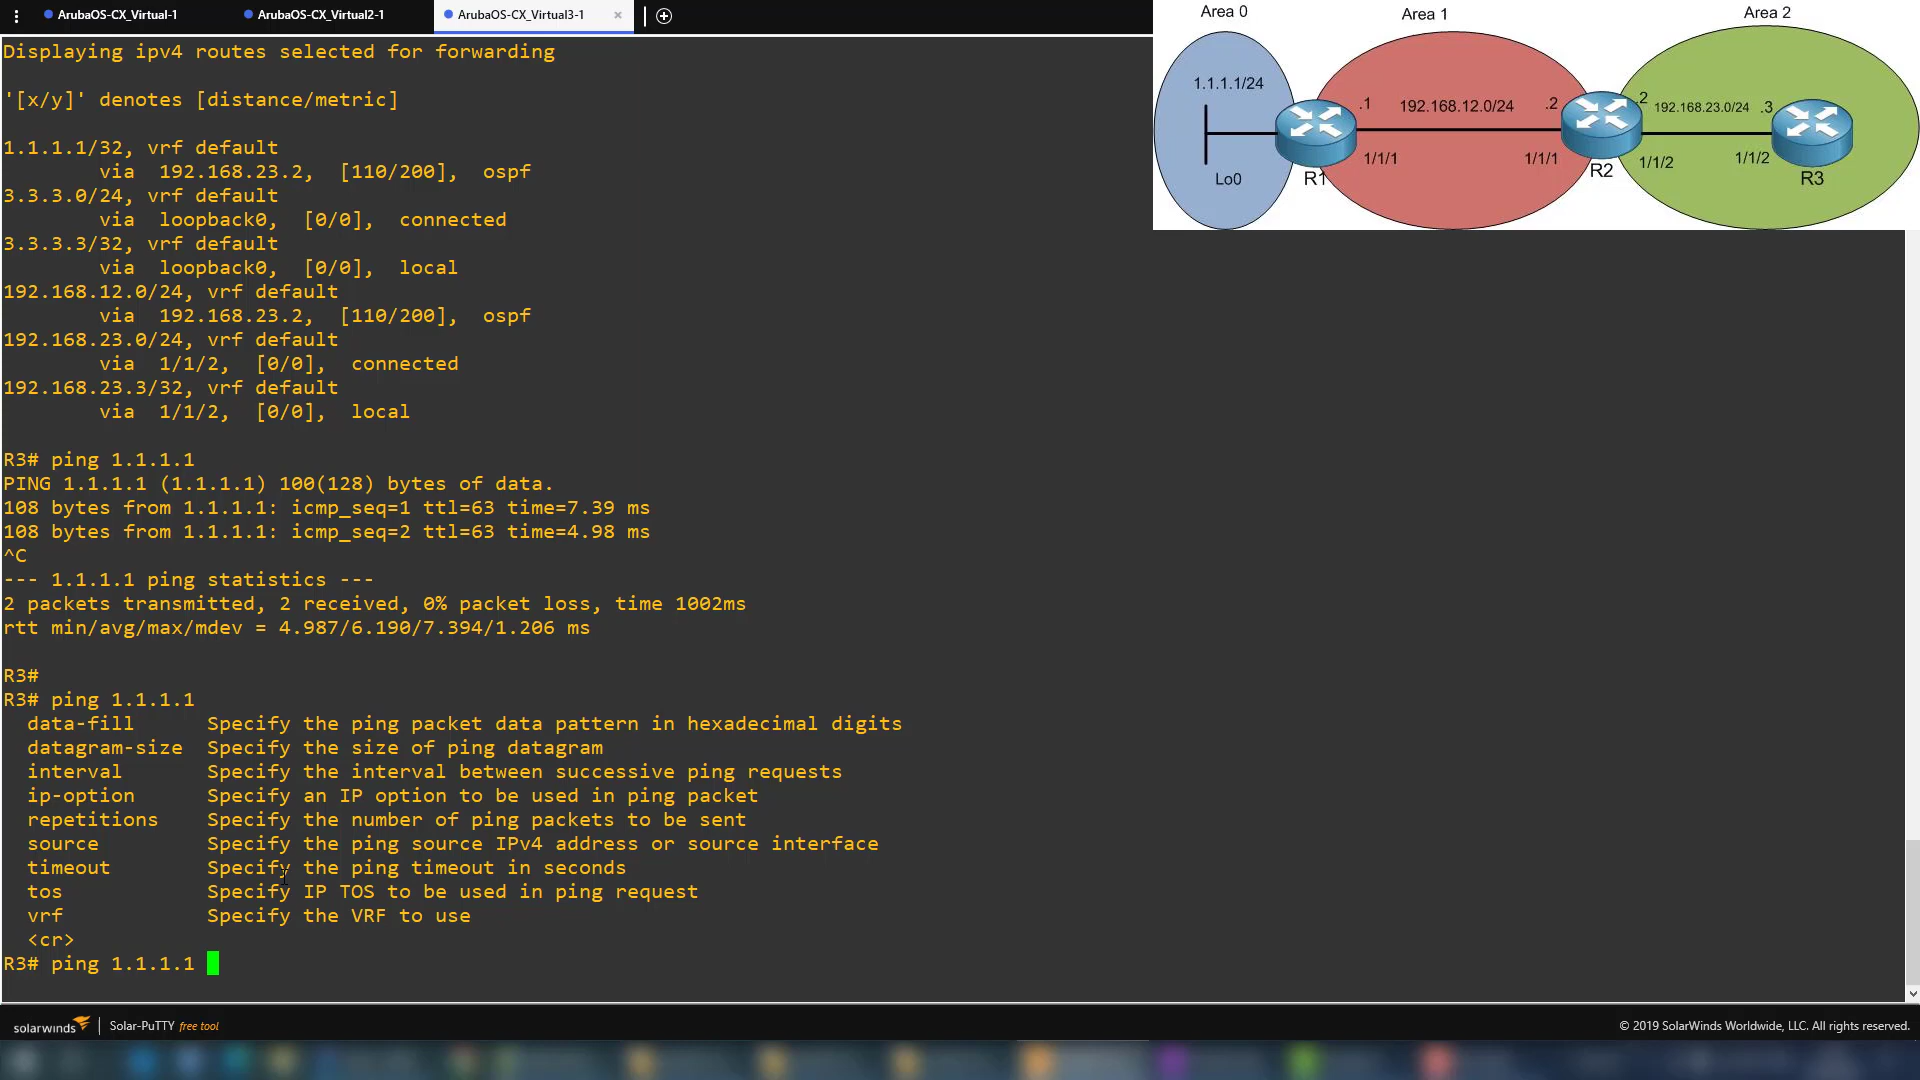 ArubaOS-CX_Virtual-1 ArubaOS-CX_Virtual2-1 ArubaOS-CX_Virtual3-1 ×
Displaying ipv4 routes selected for forwarding
'[x/y]' denotes [distance/metric]
1.1.1.1/32, vrf default
via 192.168.23.2, [110/200], ospf
3.3.3.0/24, vrf default
via loopback0, [0/0], connected
3.3.3.3/32, vrf default
via loopback0, [0/0], local
192.168.12.0/24, vrf default
via 192.168.23.2, [110/200], ospf
192.168.23.0/24, vrf default
via 1/1/2, [0/0], connected
192.168.23.3/32, vrf default
via 1/1/2, [0/0], local
R3# ping 1.1.1.1
PING 1.1.1.1 (1.1.1.1) 100(128) bytes of data.
108 bytes from 1.1.1.1: icmp_seq=1 ttl=63 time=7.39 ms
108 bytes from 1.1.1.1: icmp_seq=2 ttl=63 time=4.98 ms
^C
--- 1.1.1.1 ping statistics ---
2 packets transmitted, 2 received, 0% packet loss, time 1002ms
rtt min/avg/max/mdev = 4.987/6.190/7.394/1.206 ms
R3#
R3# ping 1.1.1.1
data-fill Specify the ping packet data pattern in hexadecimal digits
datagram-size Specify the size of ping datagram
interval Specify the interval between successive ping requests
ip-option Specify an IP option to be used in ping packet
repetitions Specify the number of ping packets to be sent
source Specify the ping source IPv4 address or source interface
timeout Specify the ping timeout in seconds
tos Specify IP TOS to be used in ping request
vrf Specify the VRF to use
<cr>
R3# ping 1.1.1.1
Area 0 Area 1 Area 2
1.1.1.1/24
.1 192.168.12.0/24 .2 .2 192.168.23.0/24 .3
1/1/1 1/1/1 1/1/2 1/1/2
Lo0 R1 R2 R3
solarwinds | Solar-PuTTY free tool
© 2019 SolarWinds Worldwide, LLC. All rights reserved.